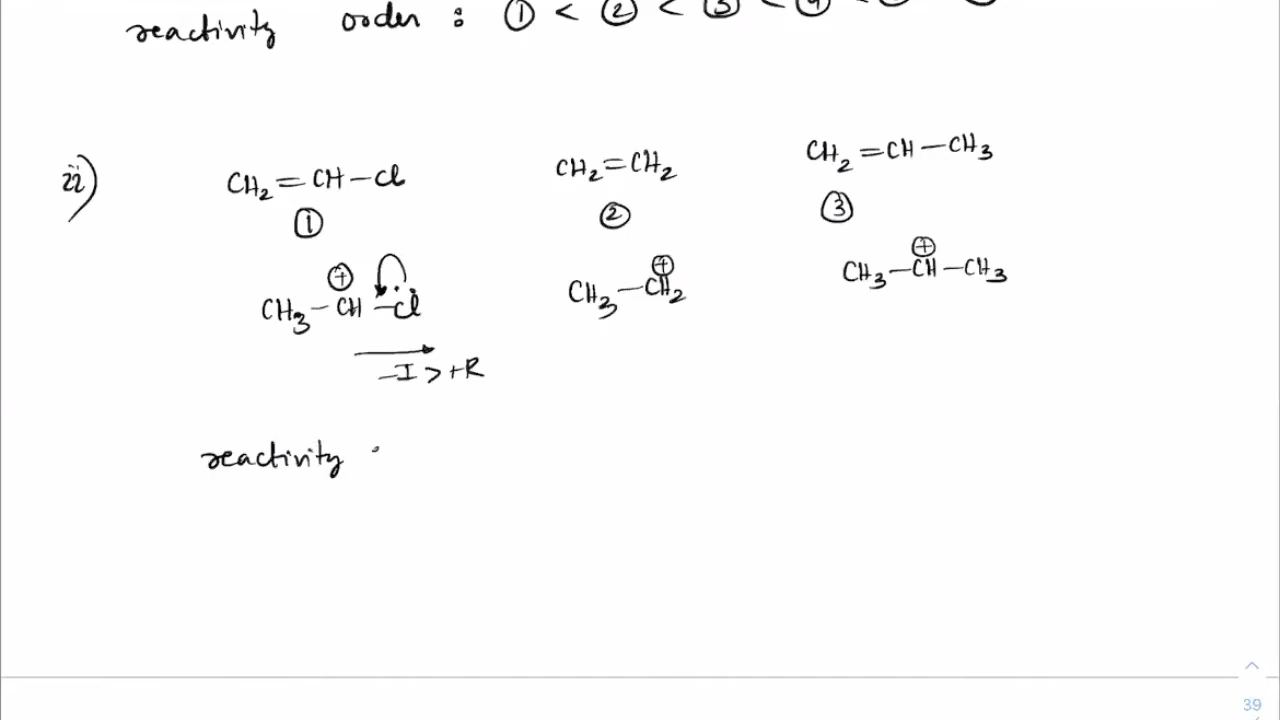 reactivity order : ① < ② < ③ < ④ <
ii)
CH₂=CH-Cl CH₂=CH₂ CH₂=CH-CH₃
① ② ③
⊕ ⊕ ⊕
CH₃-CH-Cl CH₃-CH₂ CH₃-CH-CH₃
-I > +R
reactivity
39